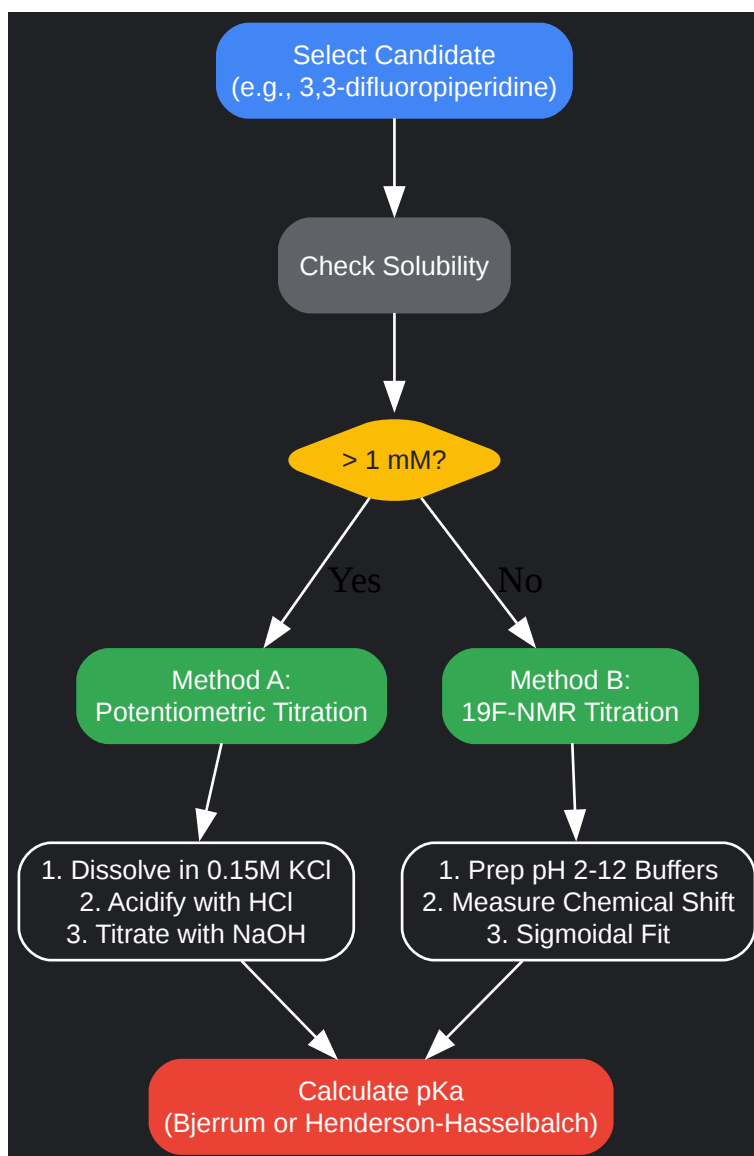 Select Candidate
(e.g., 3,3-difluoropiperidine)
Check Solubility
> 1 mM?
Yes
No
Method A:
Potentiometric Titration
Method B:
19F-NMR Titration
1. Dissolve in 0.15M KCl
2. Acidify with HCl
3. Titrate with NaOH
1. Prep pH 2-12 Buffers
2. Measure Chemical Shift
3. Sigmoidal Fit
Calculate pKa
(Bjerrum or Henderson-Hasselbalch)